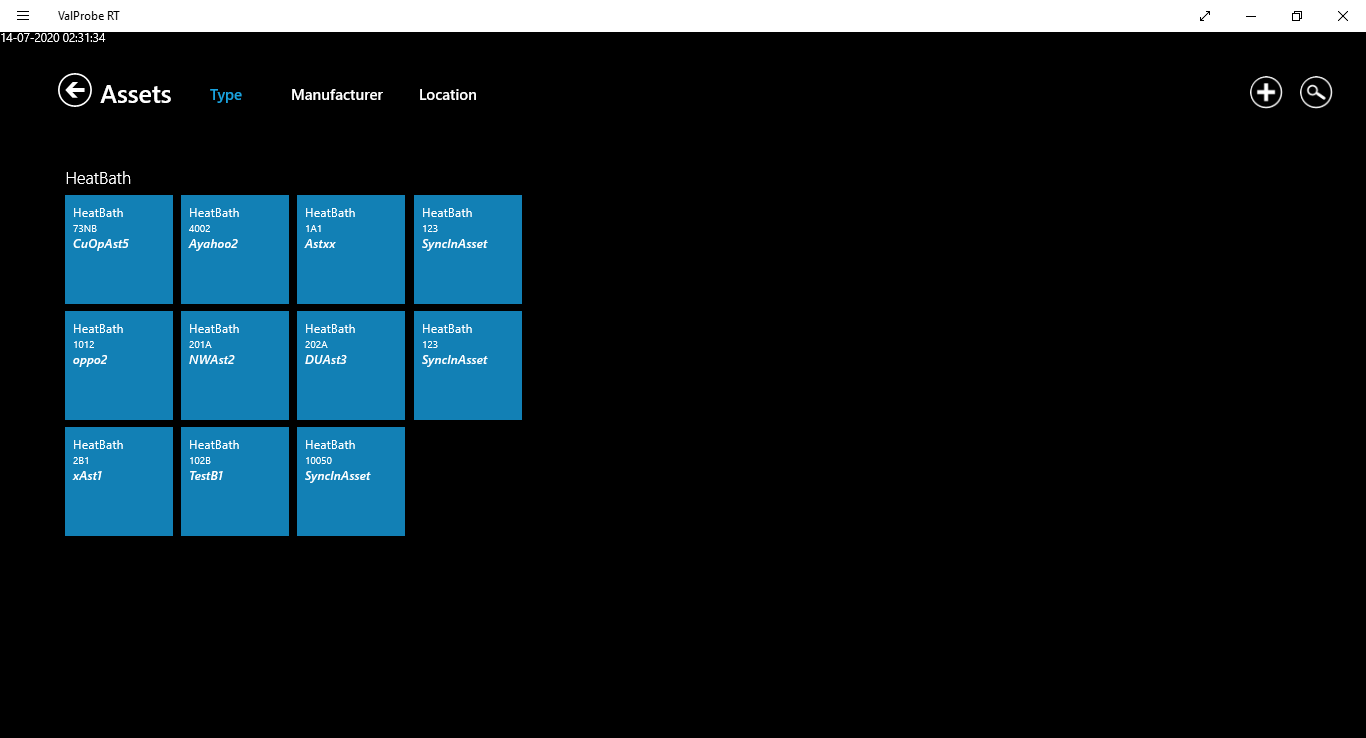 ValProbe RT
14-07-2020 02:31:34
Assets Type Manufacturer Location
HeatBath
HeatBath
73NB
CuOpAst5
HeatBath
4002
Ayahoo2
HeatBath
1A1
Astxx
HeatBath
123
SyncInAsset
HeatBath
1012
oppo2
HeatBath
201A
NWAst2
HeatBath
202A
DUAst3
HeatBath
123
SyncInAsset
HeatBath
2B1
xAst1
HeatBath
102B
TestB1
HeatBath
10050
SyncInAsset